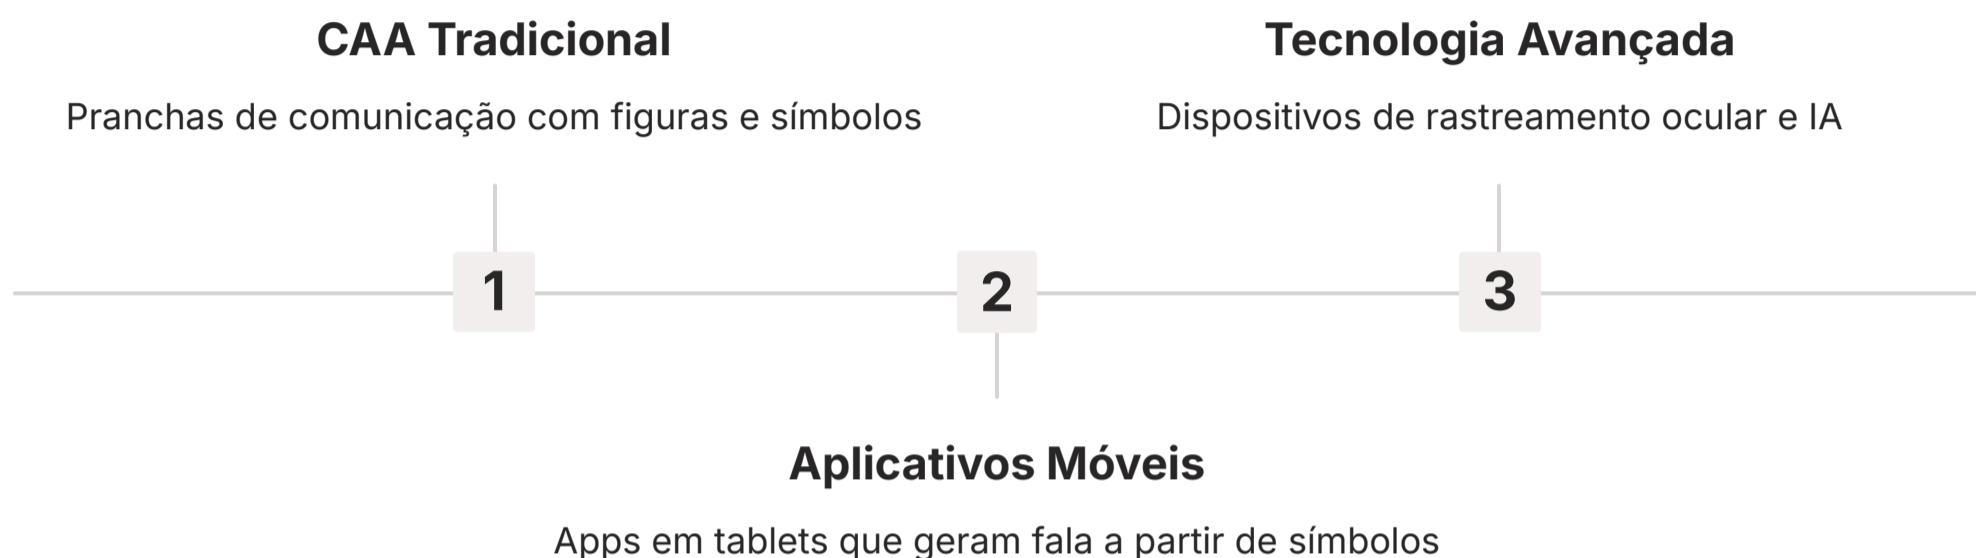 CAA Tradicional
Pranchas de comunicação com figuras e símbolos
Tecnologia Avançada
Dispositivos de rastreamento ocular e IA
1
2
3
Aplicativos Móveis
Apps em tablets que geram fala a partir de símbolos